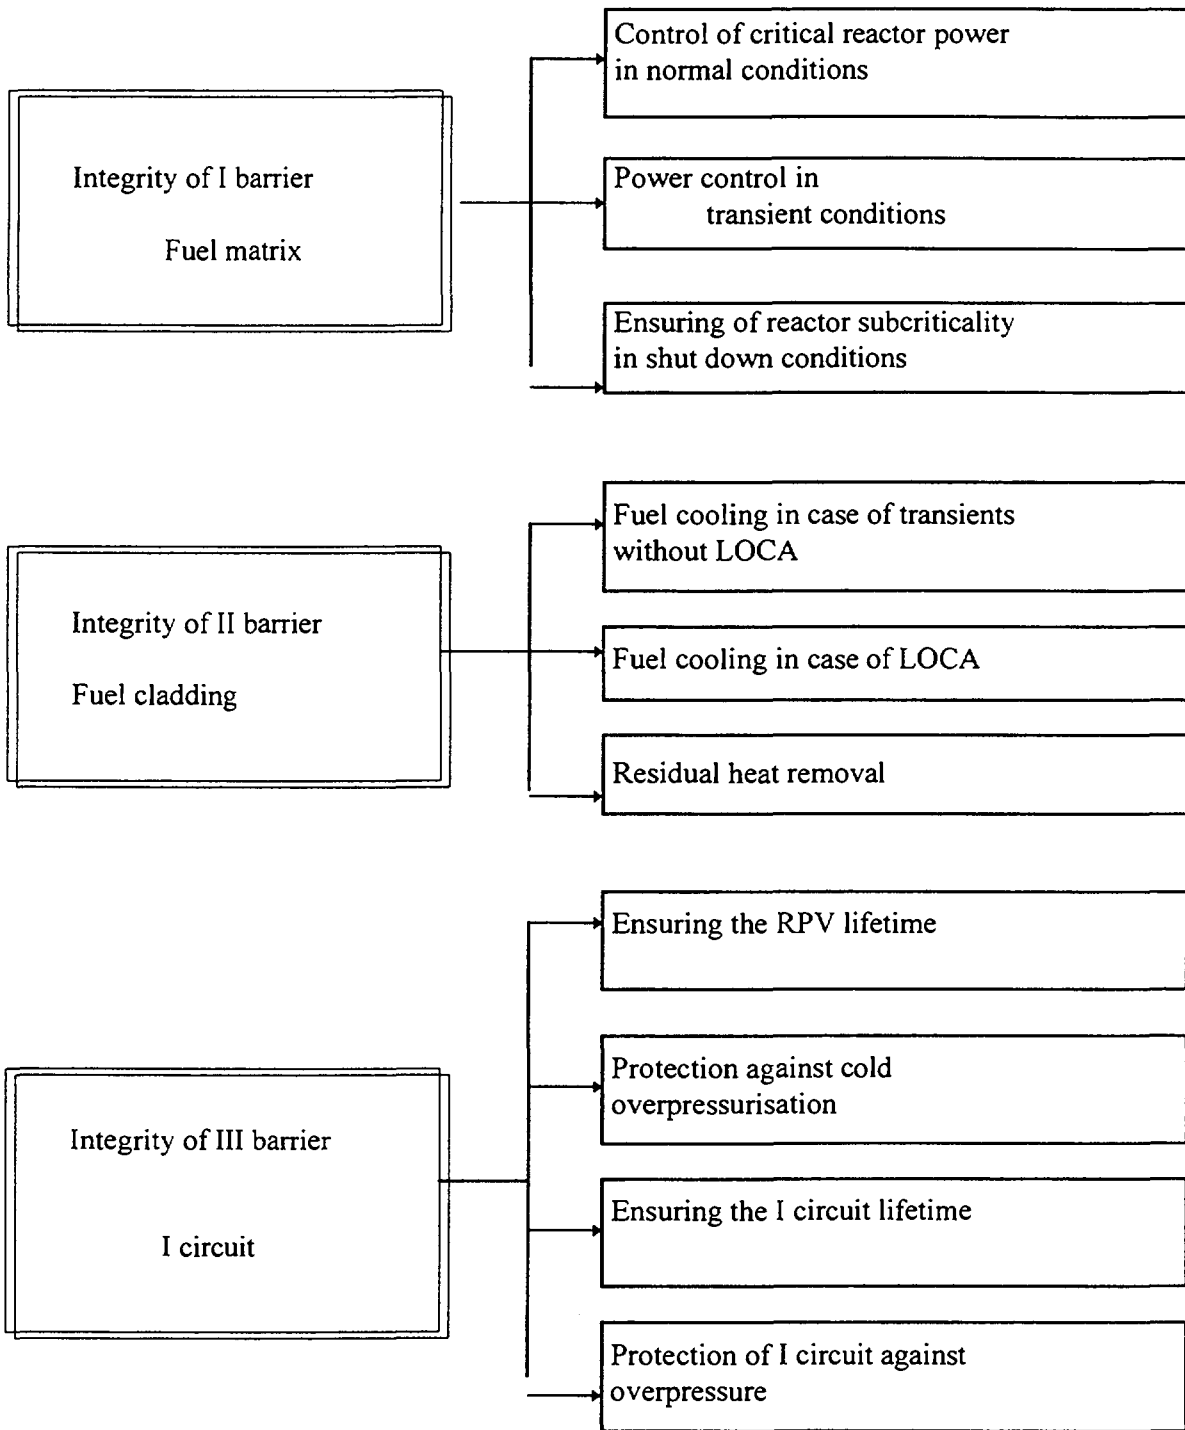 Integrity of I barrier
Fuel matrix
Control of critical reactor power
in normal conditions
Power control in
transient conditions
Ensuring of reactor subcriticality
in shut down conditions
Integrity of II barrier
Fuel cladding
Fuel cooling in case of transients
without LOCA
Fuel cooling in case of LOCA
Residual heat removal
Integrity of III barrier
I circuit
Ensuring the RPV lifetime
Protection against cold
overpressurisation
Ensuring the I circuit lifetime
Protection of I circuit against
overpressure